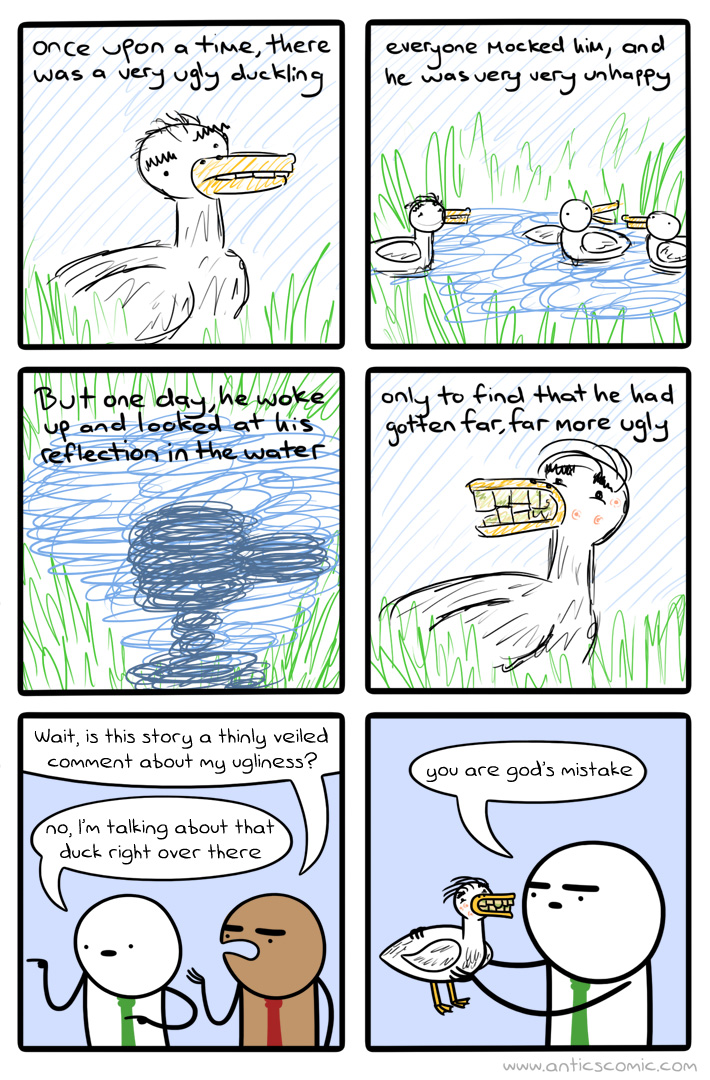 once upon a time, there
was a very ugly duckling
everyone mocked him, and
he was very very unhappy
But one day, he woke
up and looked at his
reflection in the water
only to find that he had
gotten far, far more ugly
Wait, is this story a thinly veiled
comment about my ugliness?
no, I'm talking about that
duck right over there
you are god's mistake
www.anticscomic.com